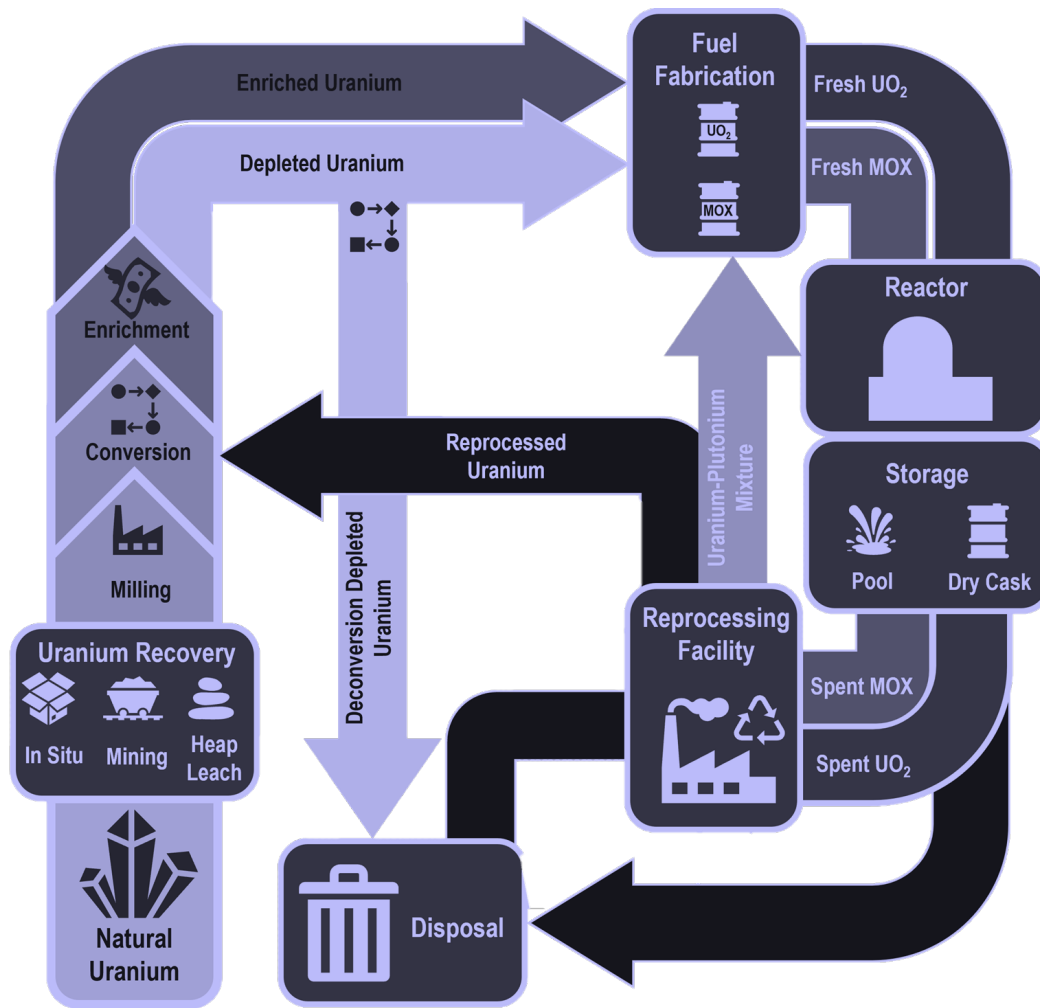 Fuel
Fabrication
UO₂
MOX
Enriched Uranium
Depleted Uranium
Fresh UO₂
Fresh MOX
Reactor
Storage
Pool
Dry Cask
Enrichment
Conversion
Milling
Uranium Recovery
In Situ
Mining
Heap
Leach
Natural
Uranium
Reprocessed
Uranium
Deconversion Depleted
Uranium
Uranium-Plutonium
Mixture
Reprocessing
Facility
Spent MOX
Spent UO₂
Disposal